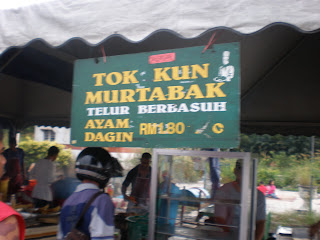 TOK KUN
MURTABAK
TELUR BERBASUH
AYAM
DAGIN RM1.80